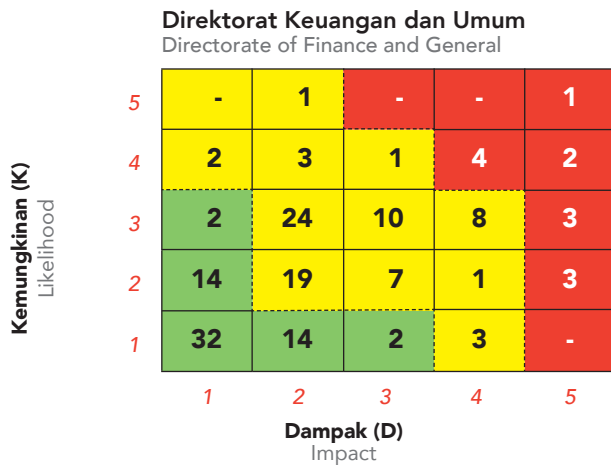 Direktorat Keuangan dan Umum
Directorate of Finance and General
Kemungkinan (K)
Likelihood
5 - 1 - - 1
4 2 3 1 4 2
3 2 24 10 8 3
2 14 19 7 1 3
1 32 14 2 3 -
1 2 3 4 5
Dampak (D)
Impact